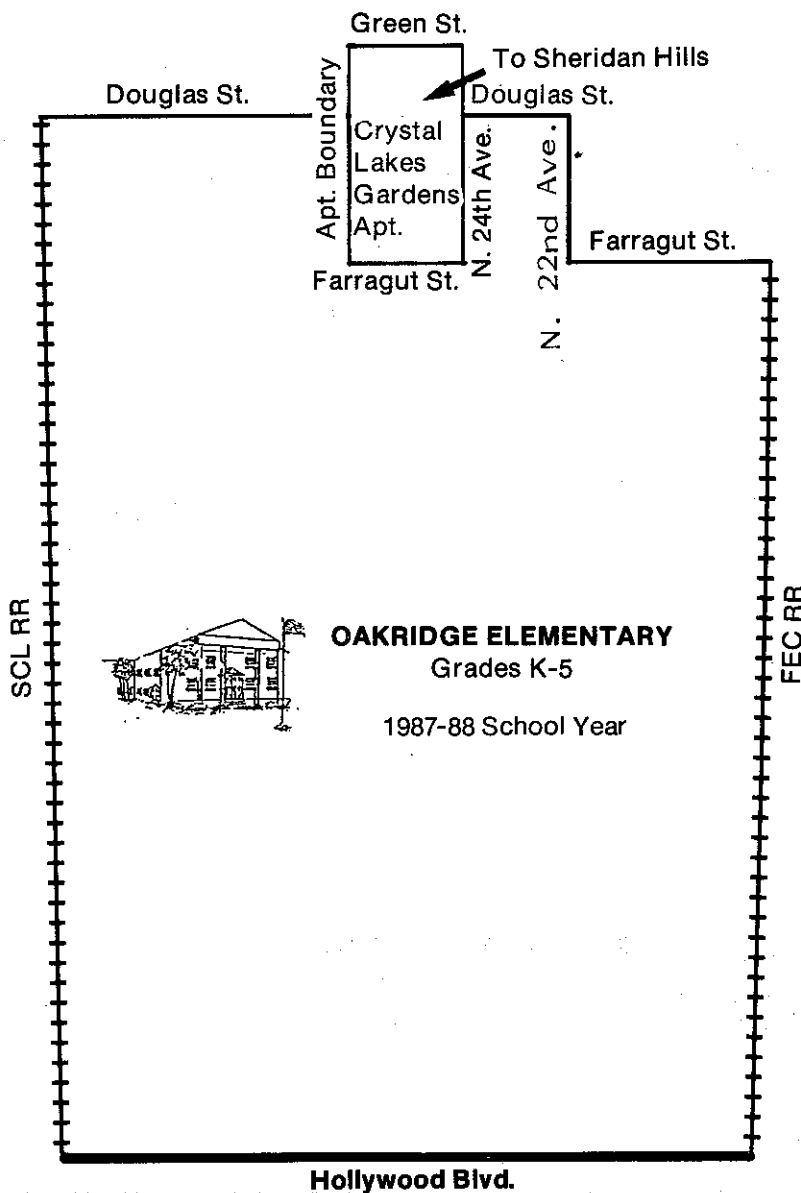 Green St.
To Sheridan Hills
Douglas St.
Apt. Boundary
Douglas St.
Crystal
Lakes
Gardens
Apt.
N. 24th Ave.
N. 22nd Ave.
Farragut St.
Farragut St.
SCL RR
OAKRIDGE ELEMENTARY
Grades K-5
1987-88 School Year
FEC RR
Hollywood Blvd.